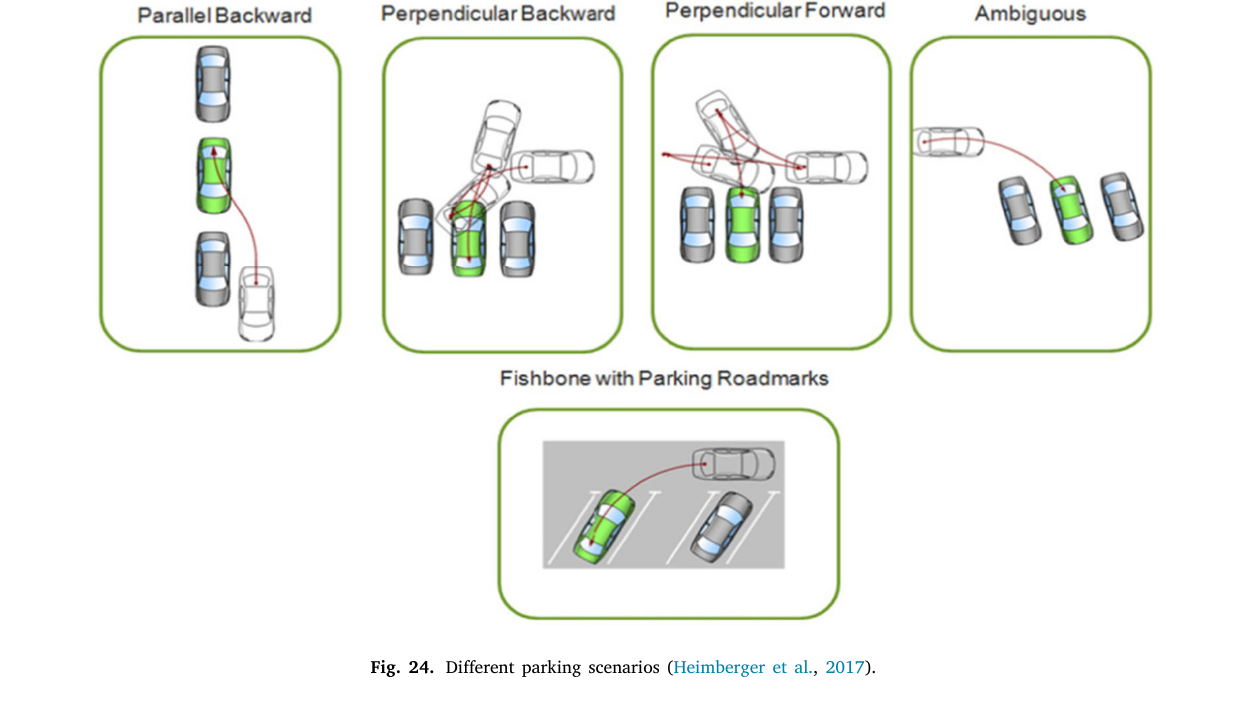 Parallel Backward
Perpendicular Backward
Perpendicular Forward
Ambiguous
Fishbone with Parking Roadmarks
Fig. 24. Different parking scenarios (Heimberger et al., 2017).